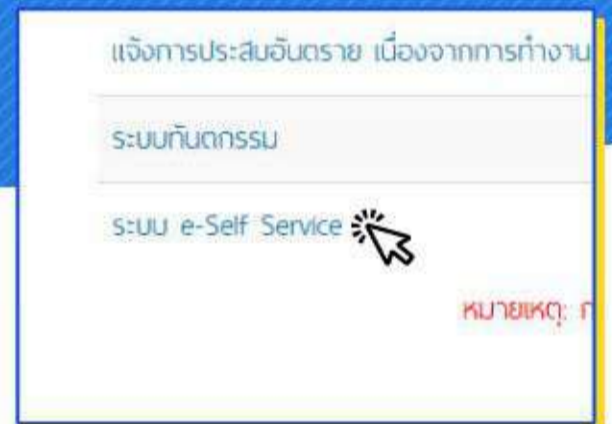 แจ้งการประสบอันตราย เนื่องจากการทำงาน
ระบบทันตกรรม
ระบบ e-Self Service
หมายเหตุ: